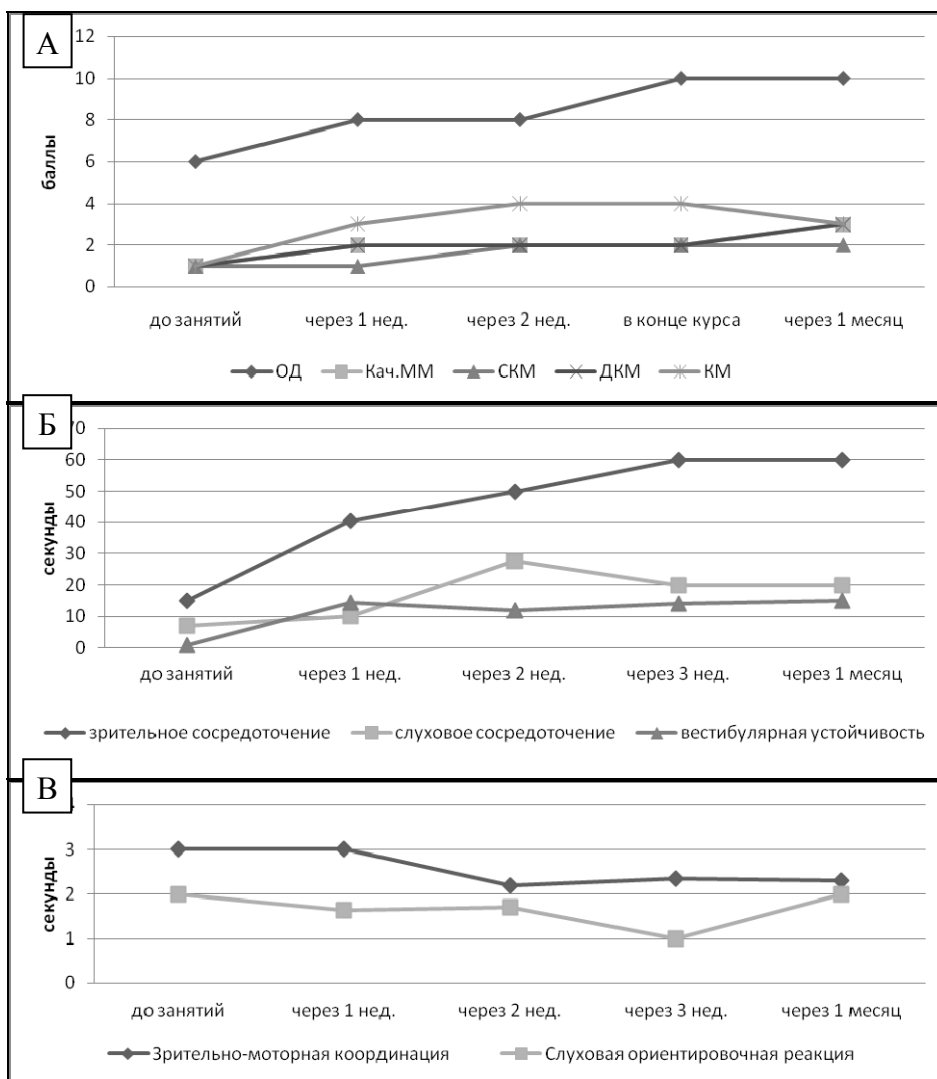 А
баллы
12
10
8
6
4
2
0
до занятий через 1 нед. через 2 нед. в конце курса через 1 месяц
ОД Кач.ММ СКМ ДКМ КМ
Б
секунды
70
60
50
40
30
20
10
0
до занятий через 1 нед. через 2 нед. через 3 нед. через 1 месяц
зрительное сосредоточение слуховое сосредоточение вестибулярная устойчивость
В
секунды
3
2
1
0
до занятий через 1 нед. через 2 нед. через 3 нед. через 1 месяц
Зрительно-моторная координация Слуховая ориентировочная реакция